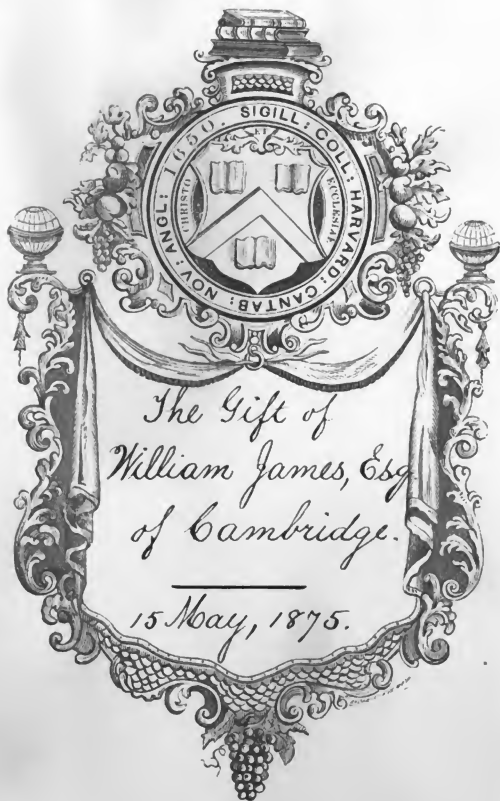 SIGILL : COLL : HARVARD : CANTAB : NOV : ANGL : 1650.
CHRISTO ET ECCLESIAE
The Gift of
William James, Esq
of Cambridge.
15 May, 1875.